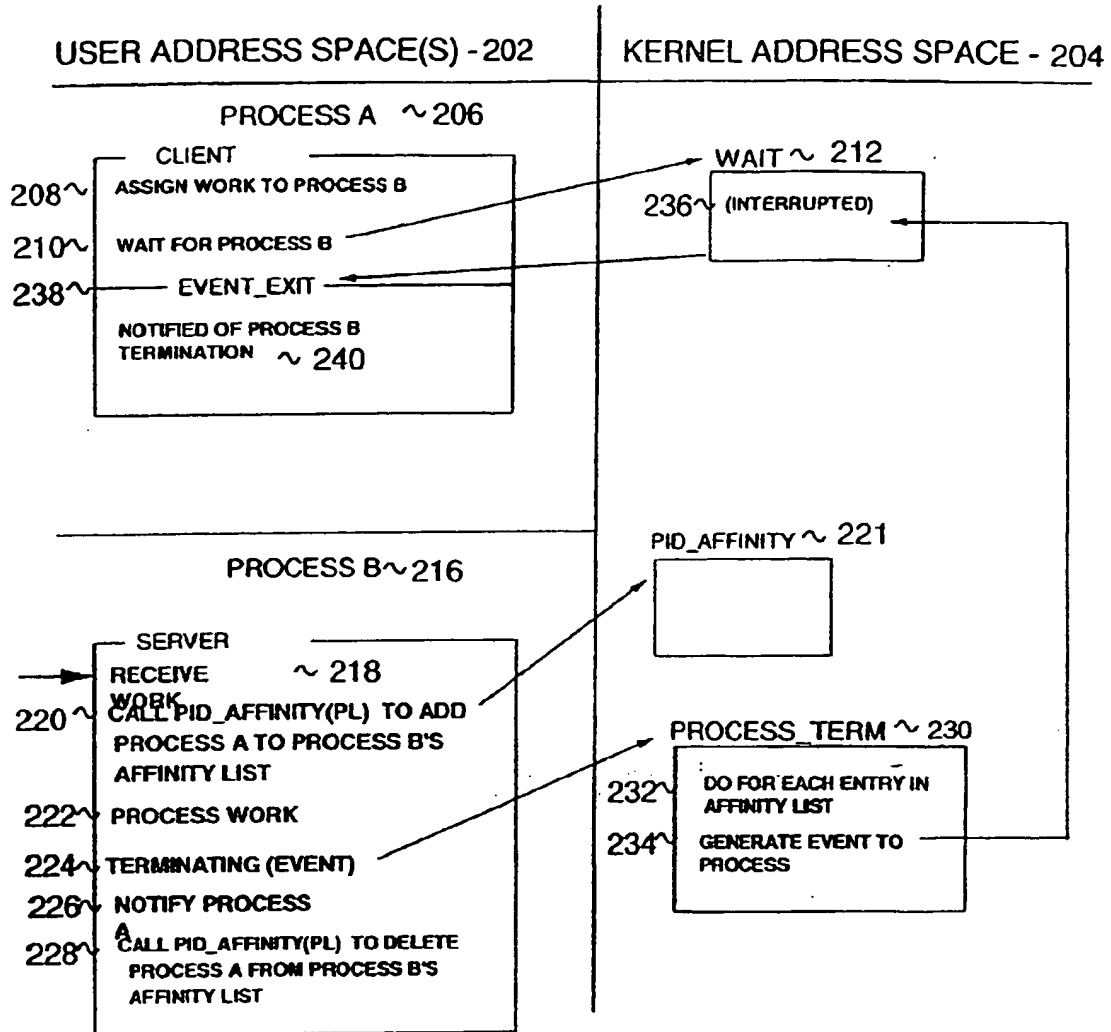 USER ADDRESS SPACE(S) - 202
KERNEL ADDRESS SPACE - 204
PROCESS A ~206
CLIENT
208~ ASSIGN WORK TO PROCESS B
210~ WAIT FOR PROCESS B
238~ EVENT_EXIT
NOTIFIED OF PROCESS B
TERMINATION ~ 240
WAIT ~ 212
236~ (INTERRUPTED)
PROCESS B~216
SERVER
RECEIVE ~ 218
WORK
220~ CALL PID_AFFINITY(PL) TO ADD
PROCESS A TO PROCESS B'S
AFFINITY LIST
222~ PROCESS WORK
224~ TERMINATING (EVENT)
226~ NOTIFY PROCESS
A
228~ CALL PID_AFFINITY(PL) TO DELETE
PROCESS A FROM PROCESS B'S
AFFINITY LIST
PID_AFFINITY ~ 221
PROCESS_TERM ~ 230
232~ DO FOR EACH ENTRY IN
AFFINITY LIST
234~ GENERATE EVENT TO
PROCESS